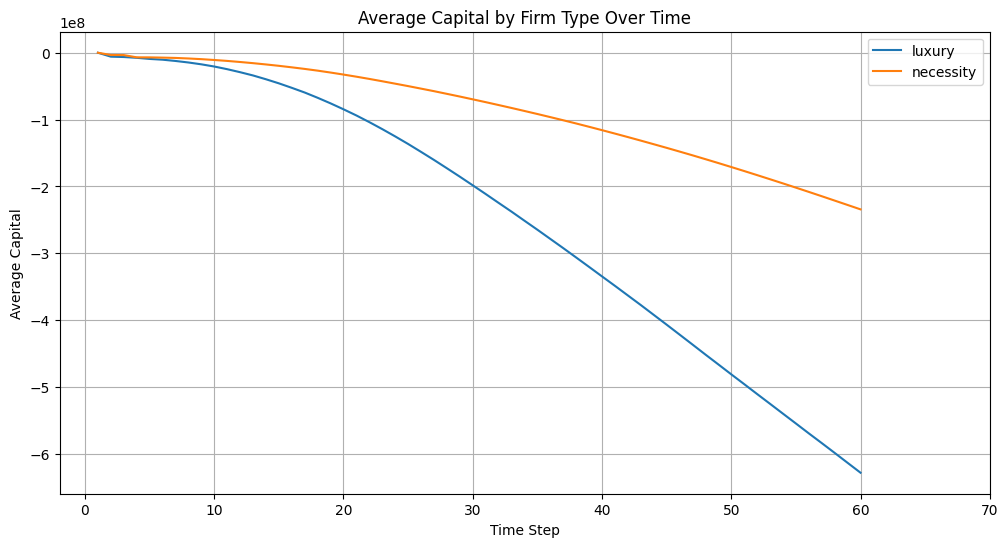 Average Capital by Firm Type Over Time
1e8
luxury
necessity
0
−1
−2
−3
−4
−5
−6
Average Capital
0 10 20 30 40 50 60 70
Time Step